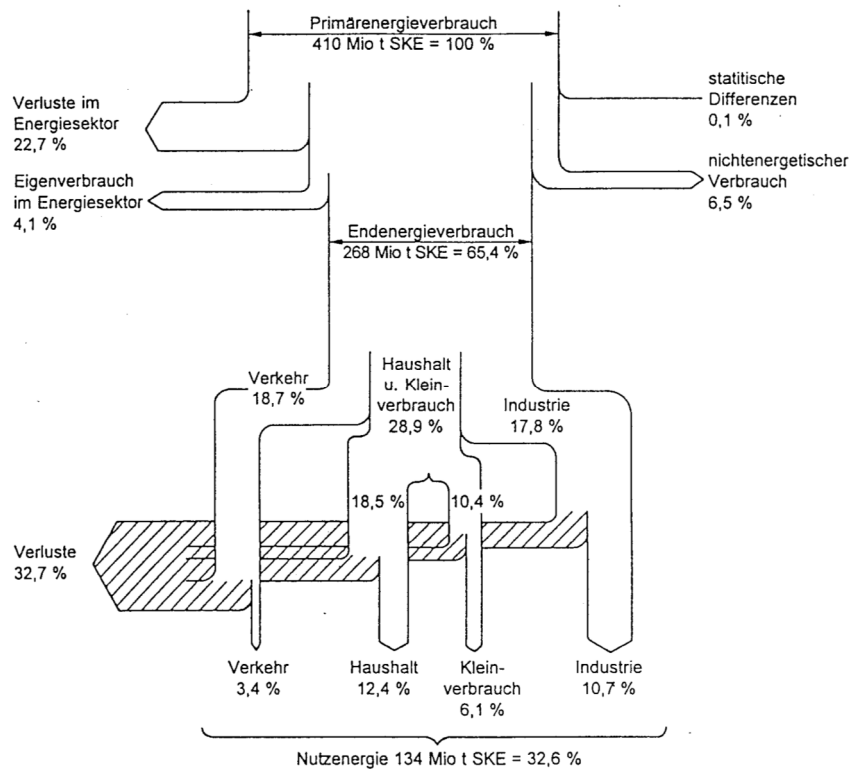 Primärenergieverbrauch
410 Mio t SKE = 100 %
Verluste im
Energiesektor
22,7 %
statitische
Differenzen
0,1 %
Eigenverbrauch
im Energiesektor
4,1 %
nichtenergetischer
Verbrauch
6,5 %
Endenergieverbrauch
268 Mio t SKE = 65,4 %
Verkehr
18,7 %
Haushalt
u. Klein-
verbrauch
28,9 %
Industrie
17,8 %
18,5 %
10,4 %
Verluste
32,7 %
Verkehr
3,4 %
Haushalt
12,4 %
Klein-
verbrauch
6,1 %
Industrie
10,7 %
Nutzenergie 134 Mio t SKE = 32,6 %